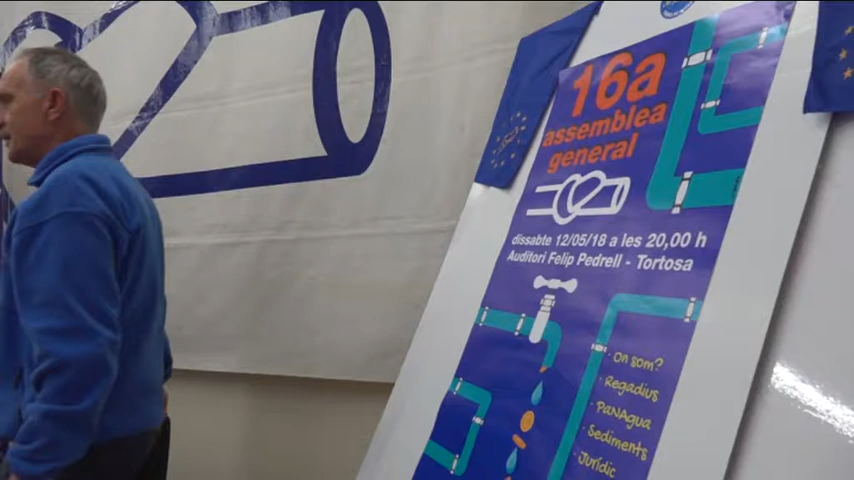 16a
assemblea
general
dissabte 12/05/18 a les 20,00 h
Auditori Felip Pedrell - Tortosa
on som?
· Regadius
· PaNAgua
· Sediments
· Jurídic